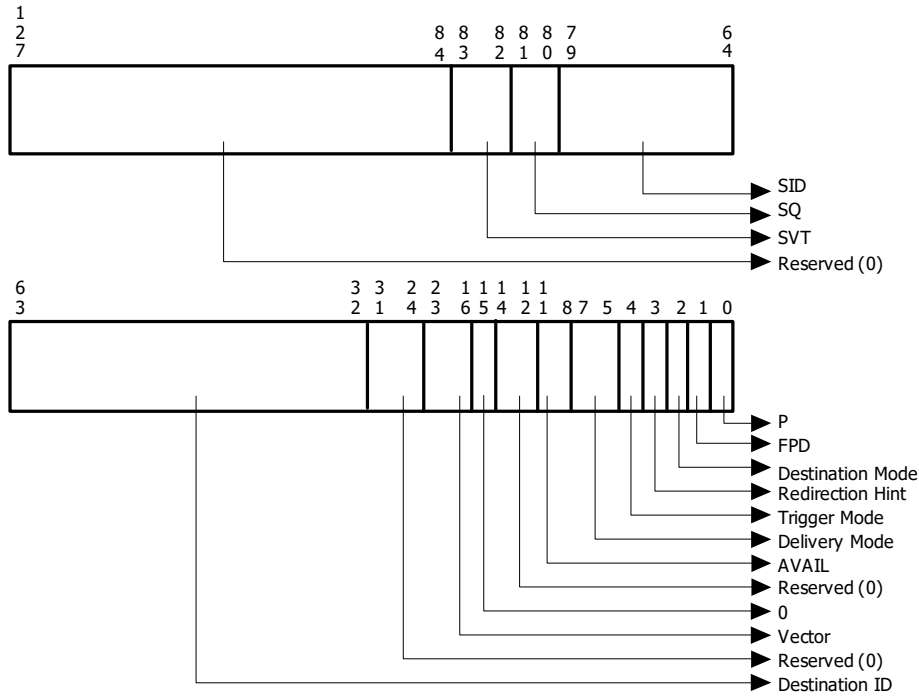 1
2
7
8 8 8 8 8 7 6
4 3 2 1 0 9 4
SID
SQ
SVT
Reserved (0)
6 3 3 2 2 1 1 1 1 1
3 2 1 4 3 6 5 4 2 1 8 7 5 4 3 2 1 0
P
FPD
Destination Mode
Redirection Hint
Trigger Mode
Delivery Mode
AVAIL
Reserved (0)
0
Vector
Reserved (0)
Destination ID